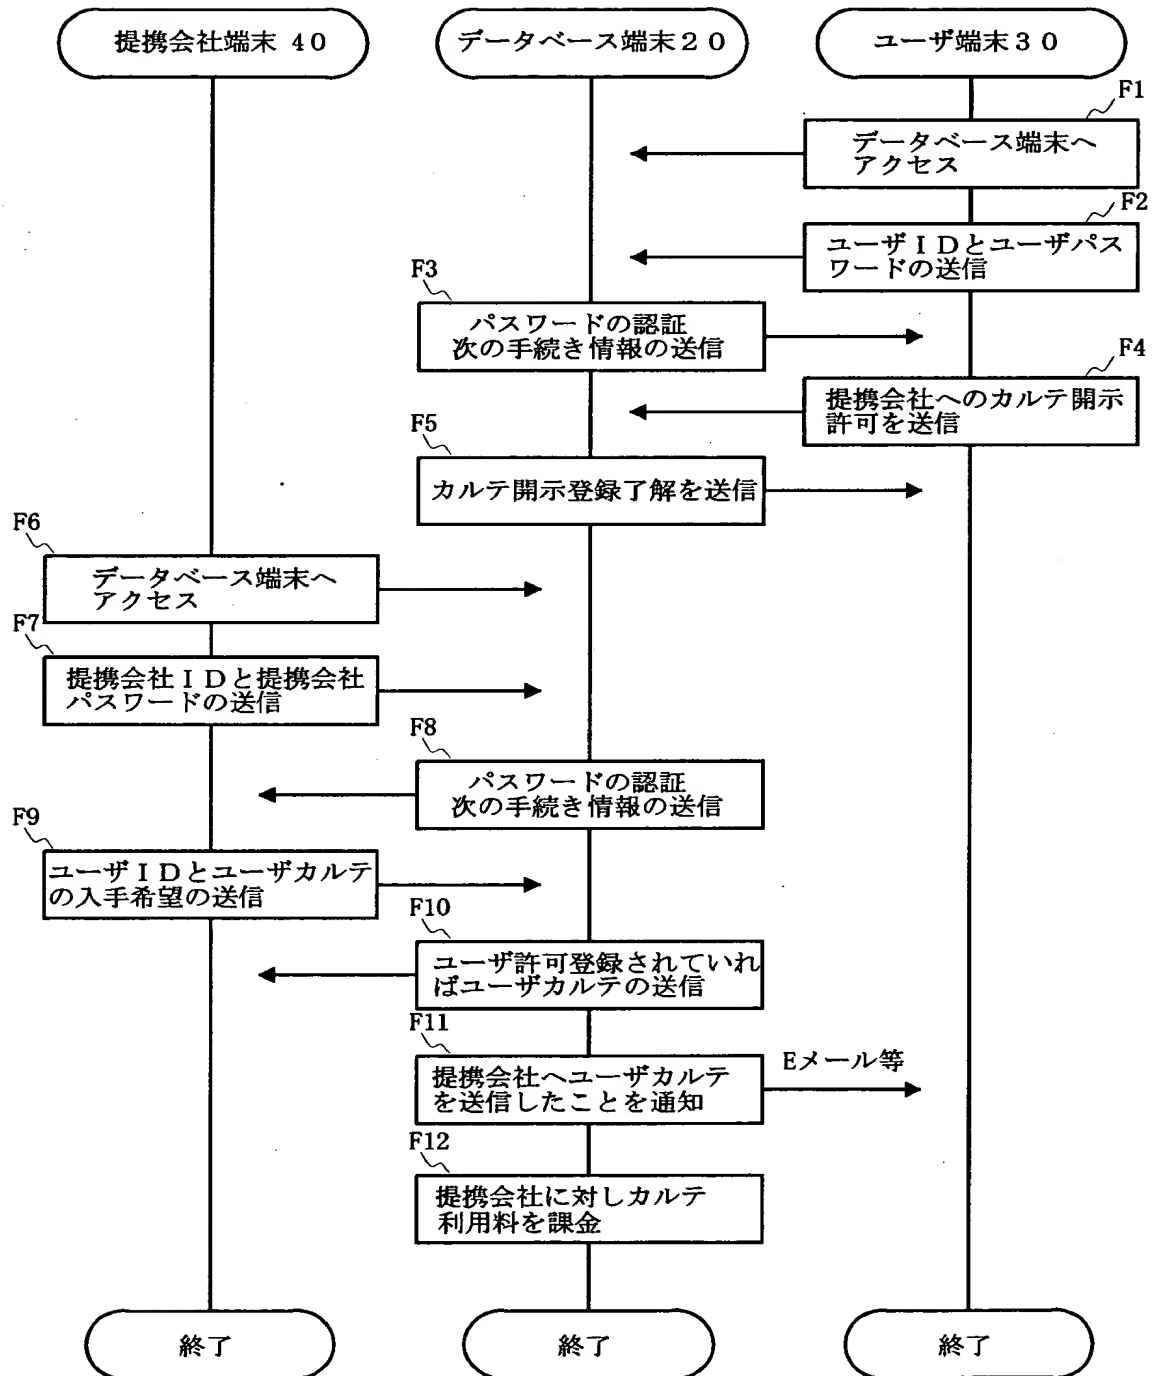 提携会社端末 40
データベース端末20
ユーザ端末30
F1
データベース端末へ
アクセス
F2
ユーザIDとユーザパス
ワードの送信
F3
パスワードの認証
次の手続き情報の送信
F4
提携会社へのカルテ開示
許可を送信
F5
カルテ開示登録了解を送信
F6
データベース端末へ
アクセス
F7
提携会社IDと提携会社
パスワードの送信
F8
パスワードの認証
次の手続き情報の送信
F9
ユーザIDとユーザカルテ
の入手希望の送信
F10
ユーザ許可登録されていれ
ばユーザカルテの送信
F11
提携会社へユーザカルテ
を送信したことを通知
Eメール等
F12
提携会社に対しカルテ
利用料を課金
終了
終了
終了